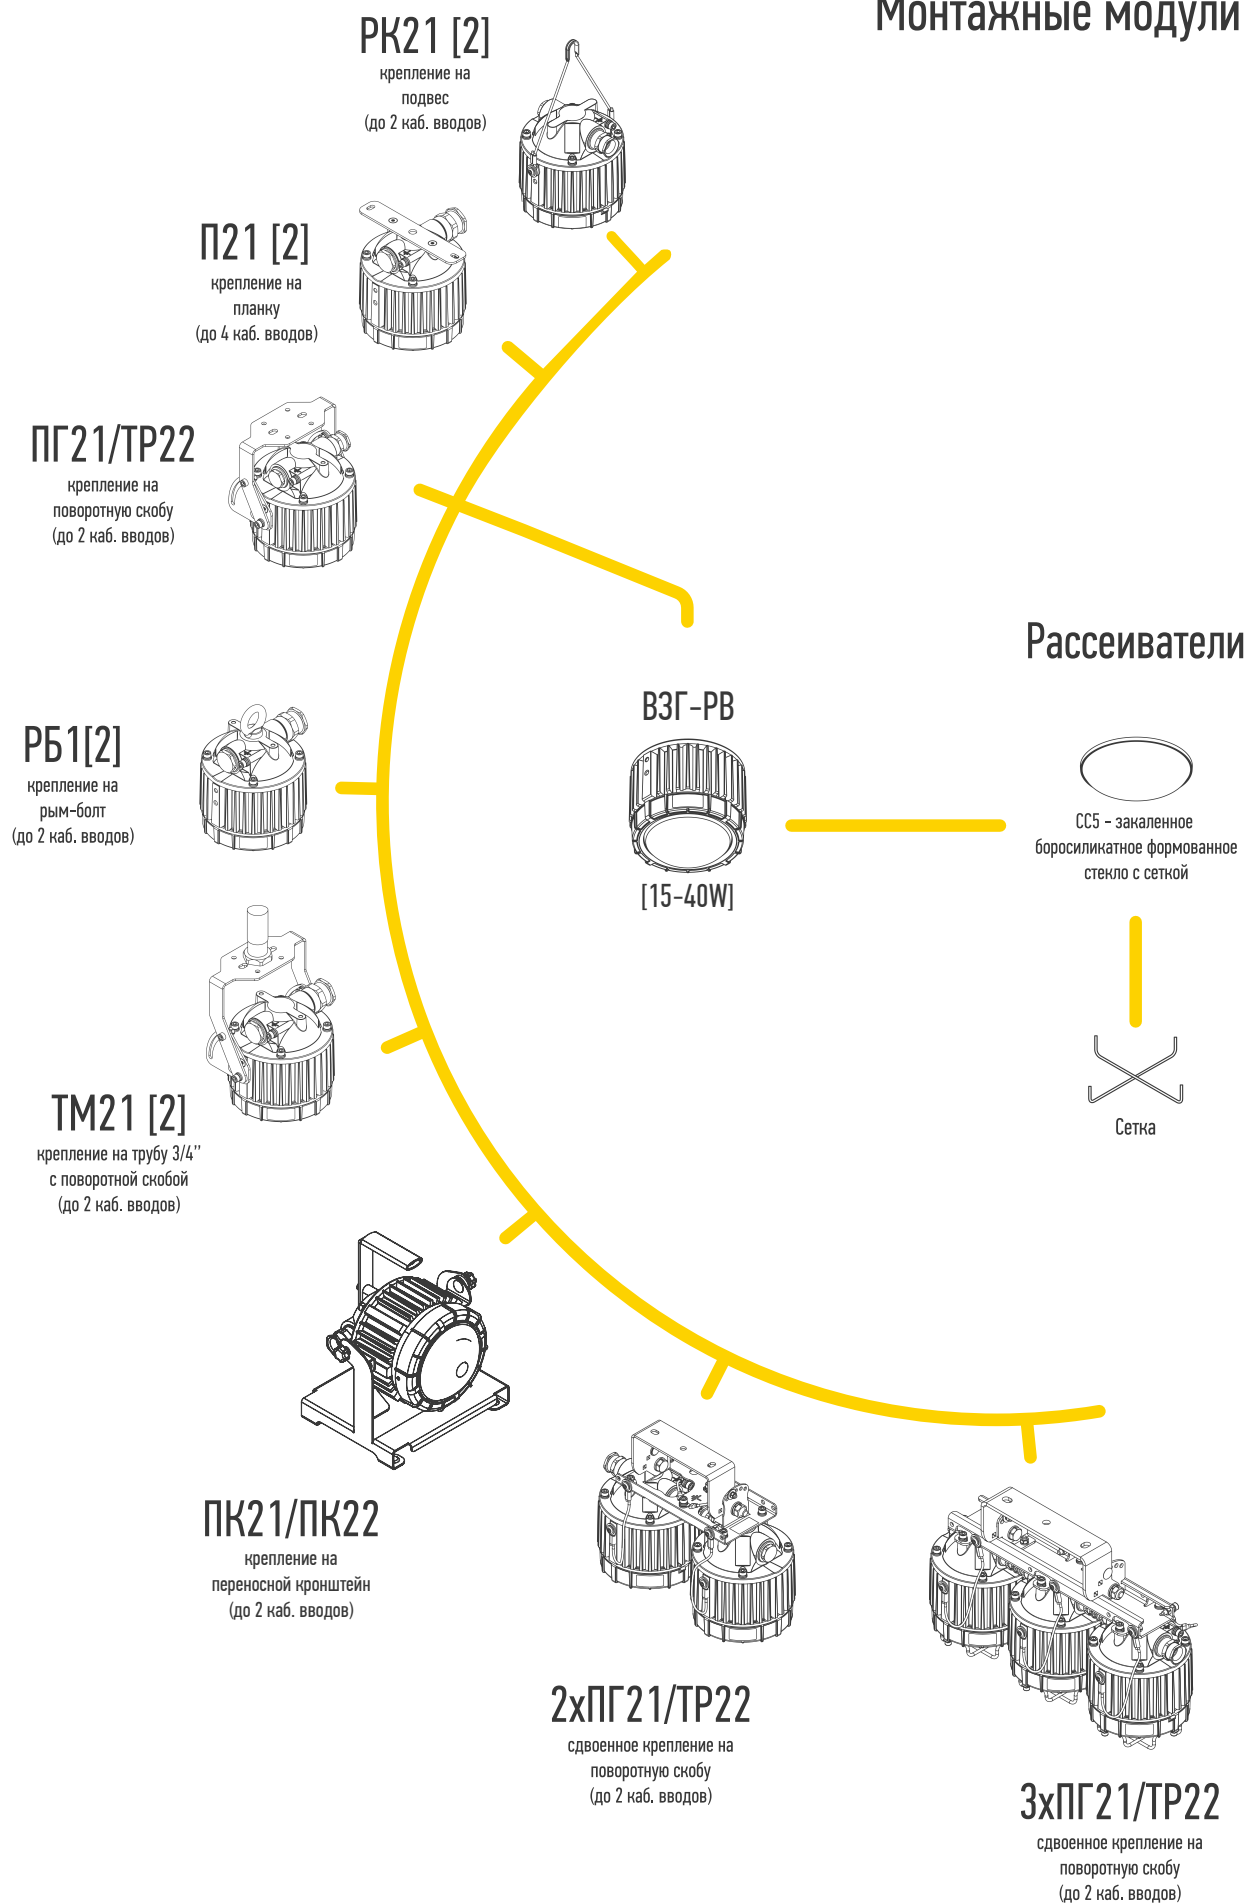 Монтажные модули
РК21 [2]
крепление на
подвес
(до 2 каб. вводов)
П21 [2]
крепление на
планку
(до 4 каб. вводов)
ПГ21/ТР22
крепление на
поворотную скобу
(до 2 каб. вводов)
Рассеиватели
ВЗГ-РВ
[15-40W]
СС5 - закаленное
боросиликатное формованное
стекло с сеткой
Сетка
РБ1[2]
крепление на
рым-болт
(до 2 каб. вводов)
ТМ21 [2]
крепление на трубу 3/4’’
с поворотной скобой
(до 2 каб. вводов)
ПК21/ПК22
крепление на
переносной кронштейн
(до 2 каб. вводов)
2хПГ21/ТР22
сдвоенное крепление на
поворотную скобу
(до 2 каб. вводов)
3хПГ21/ТР22
сдвоенное крепление на
поворотную скобу
(до 2 каб. вводов)